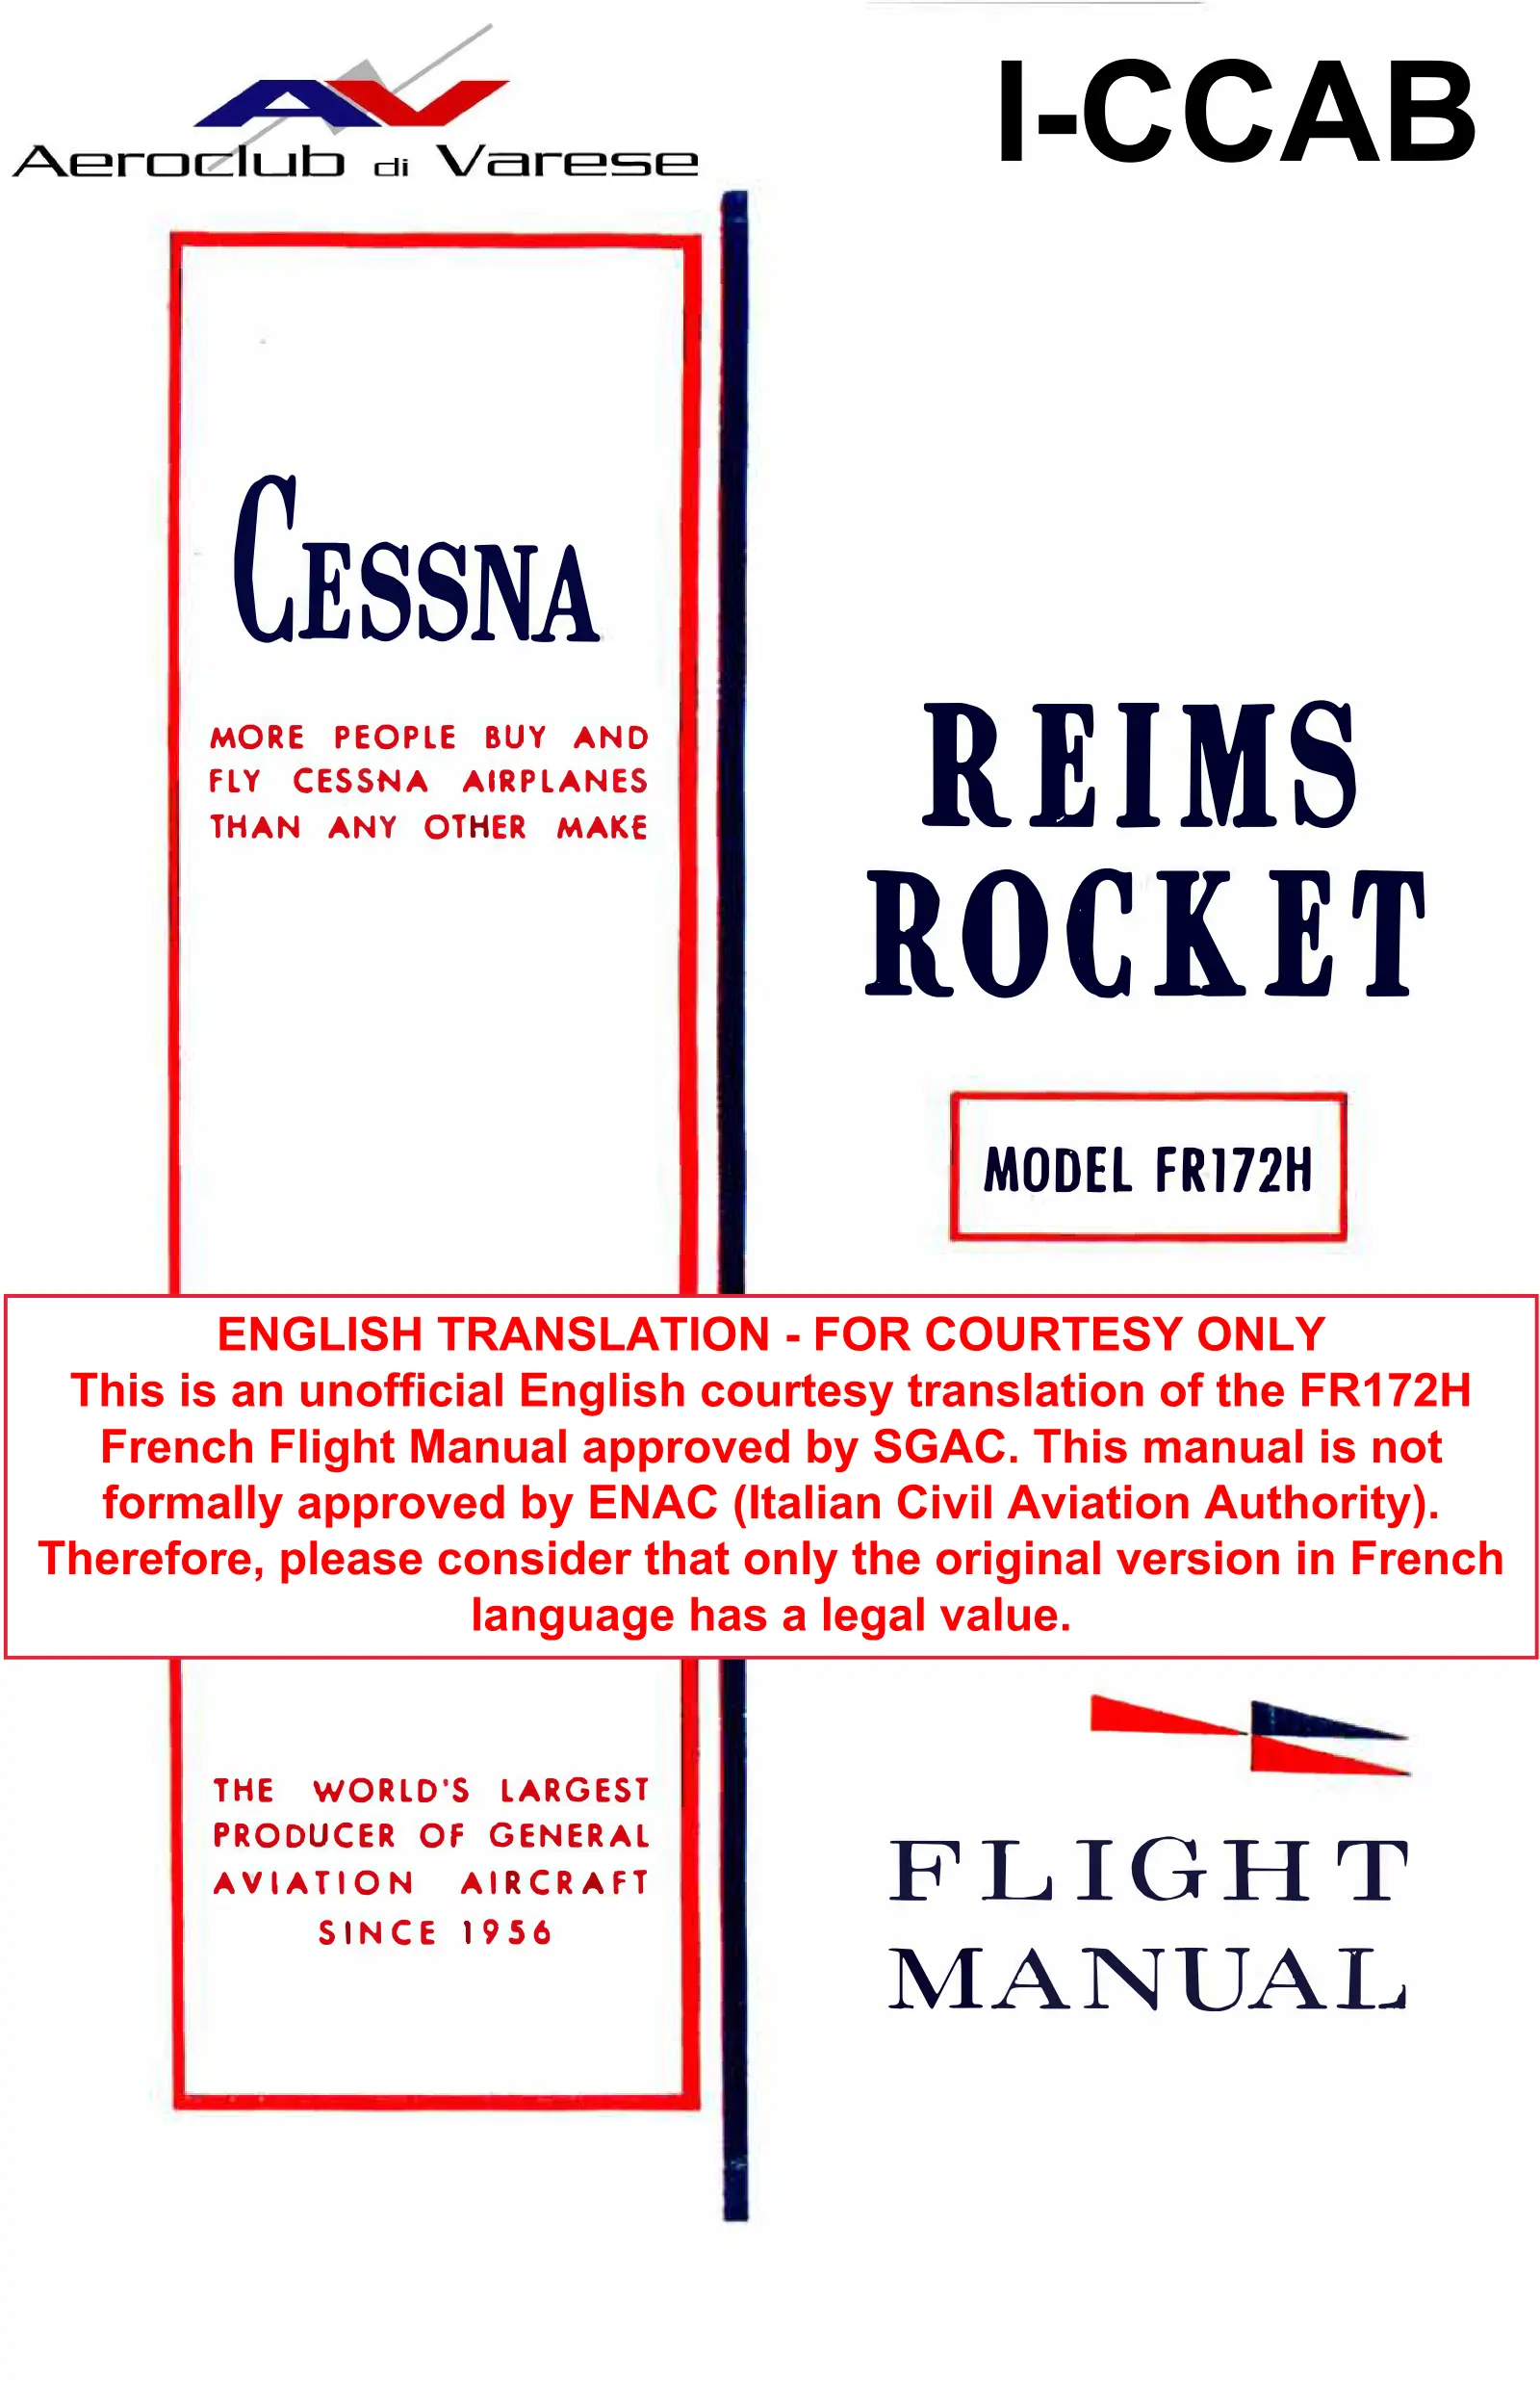 Aeroclub di Varese
I-CCAB
CESSNA
MORE PEOPLE BUY AND
FLY CESSNA AIRPLANES
THAN ANY OTHER MAKE
REIMS
ROCKET
MODEL FR172H
ENGLISH TRANSLATION - FOR COURTESY ONLY
This is an unofficial English courtesy translation of the FR172H
French Flight Manual approved by SGAC. This manual is not
formally approved by ENAC (Italian Civil Aviation Authority).
Therefore, please consider that only the original version in French
language has a legal value.
THE WORLD'S LARGEST
PRODUCER OF GENERAL
AVIATION AIRCRAFT
SINCE 1956
FLIGHT
MANUAL